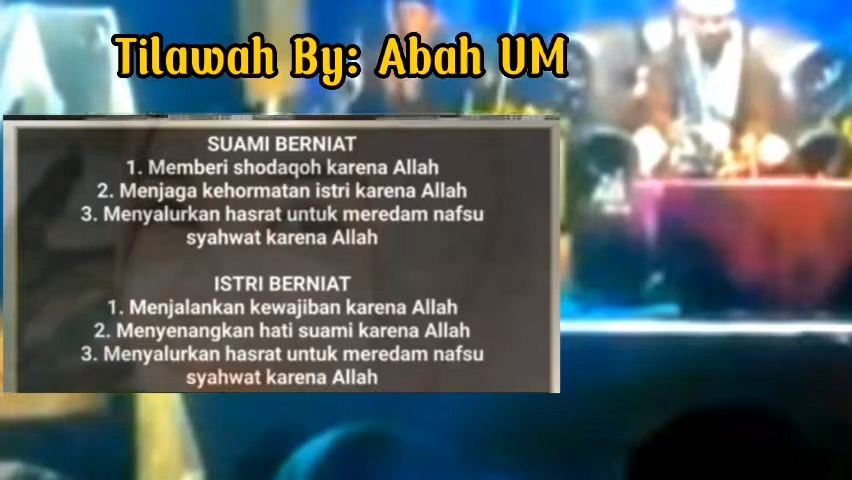 Tilawah By: Abah UM
SUAMI BERNIAT
1. Memberi shodaqoh karena Allah
2. Menjaga kehormatan istri karena Allah
3. Menyalurkan hasrat untuk meredam nafsu
syahwat karena Allah
ISTRI BERNIAT
1. Menjalankan kewajiban karena Allah
2. Menyenangkan hati suami karena Allah
3. Menyalurkan hasrat untuk meredam nafsu
syahwat karena Allah